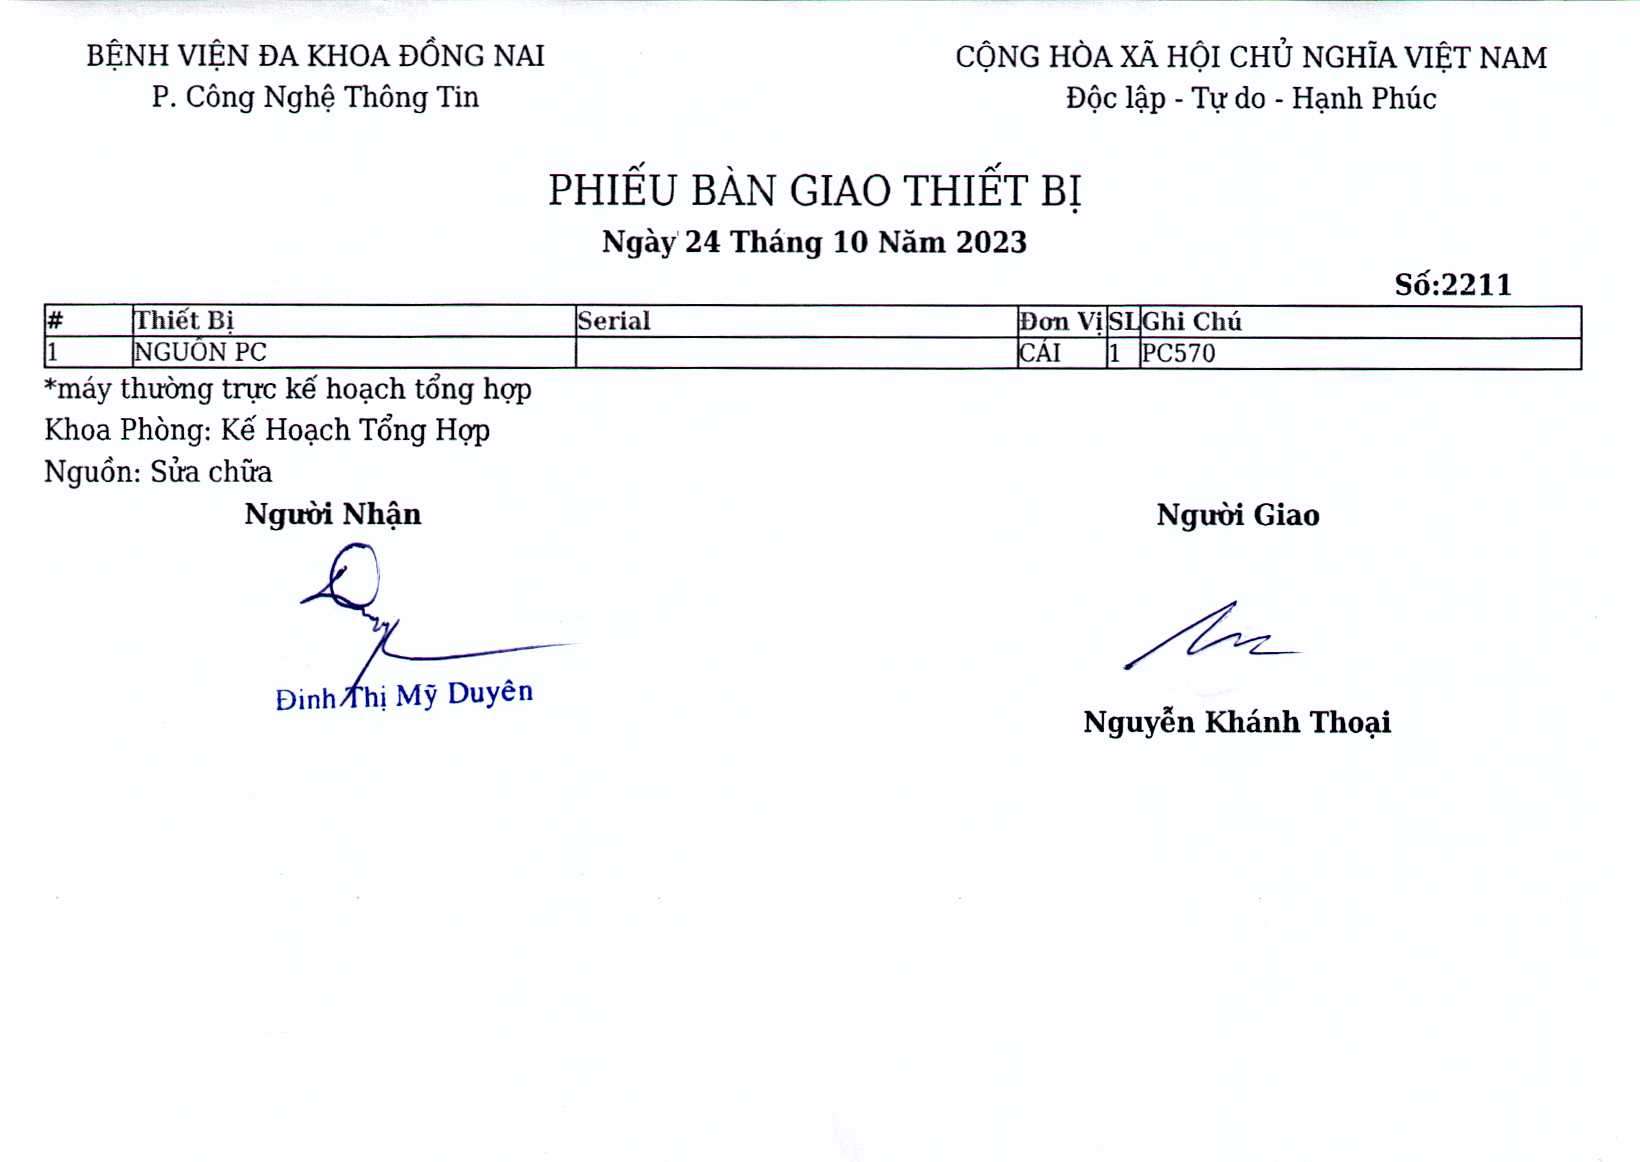 BỆNH VIỆN ĐA KHOA ĐỒNG NAI
P. Công Nghệ Thông Tin
CỘNG HÒA XÃ HỘI CHỦ NGHĨA VIỆT NAM
Độc lập - Tự do - Hạnh Phúc
PHIẾU BÀN GIAO THIẾT BỊ
Ngày 24 Tháng 10 Năm 2023
Số:2211
# Thiết Bị Serial Đơn Vị SL Ghi Chú
1 NGUỒN PC CÁI 1 PC570
*máy thường trực kế hoạch tổng hợp
Khoa Phòng: Kế Hoạch Tổng Hợp
Nguồn: Sửa chữa
Người Nhận Người Giao
Đinh Thị Mỹ Duyên
Nguyễn Khánh Thoại